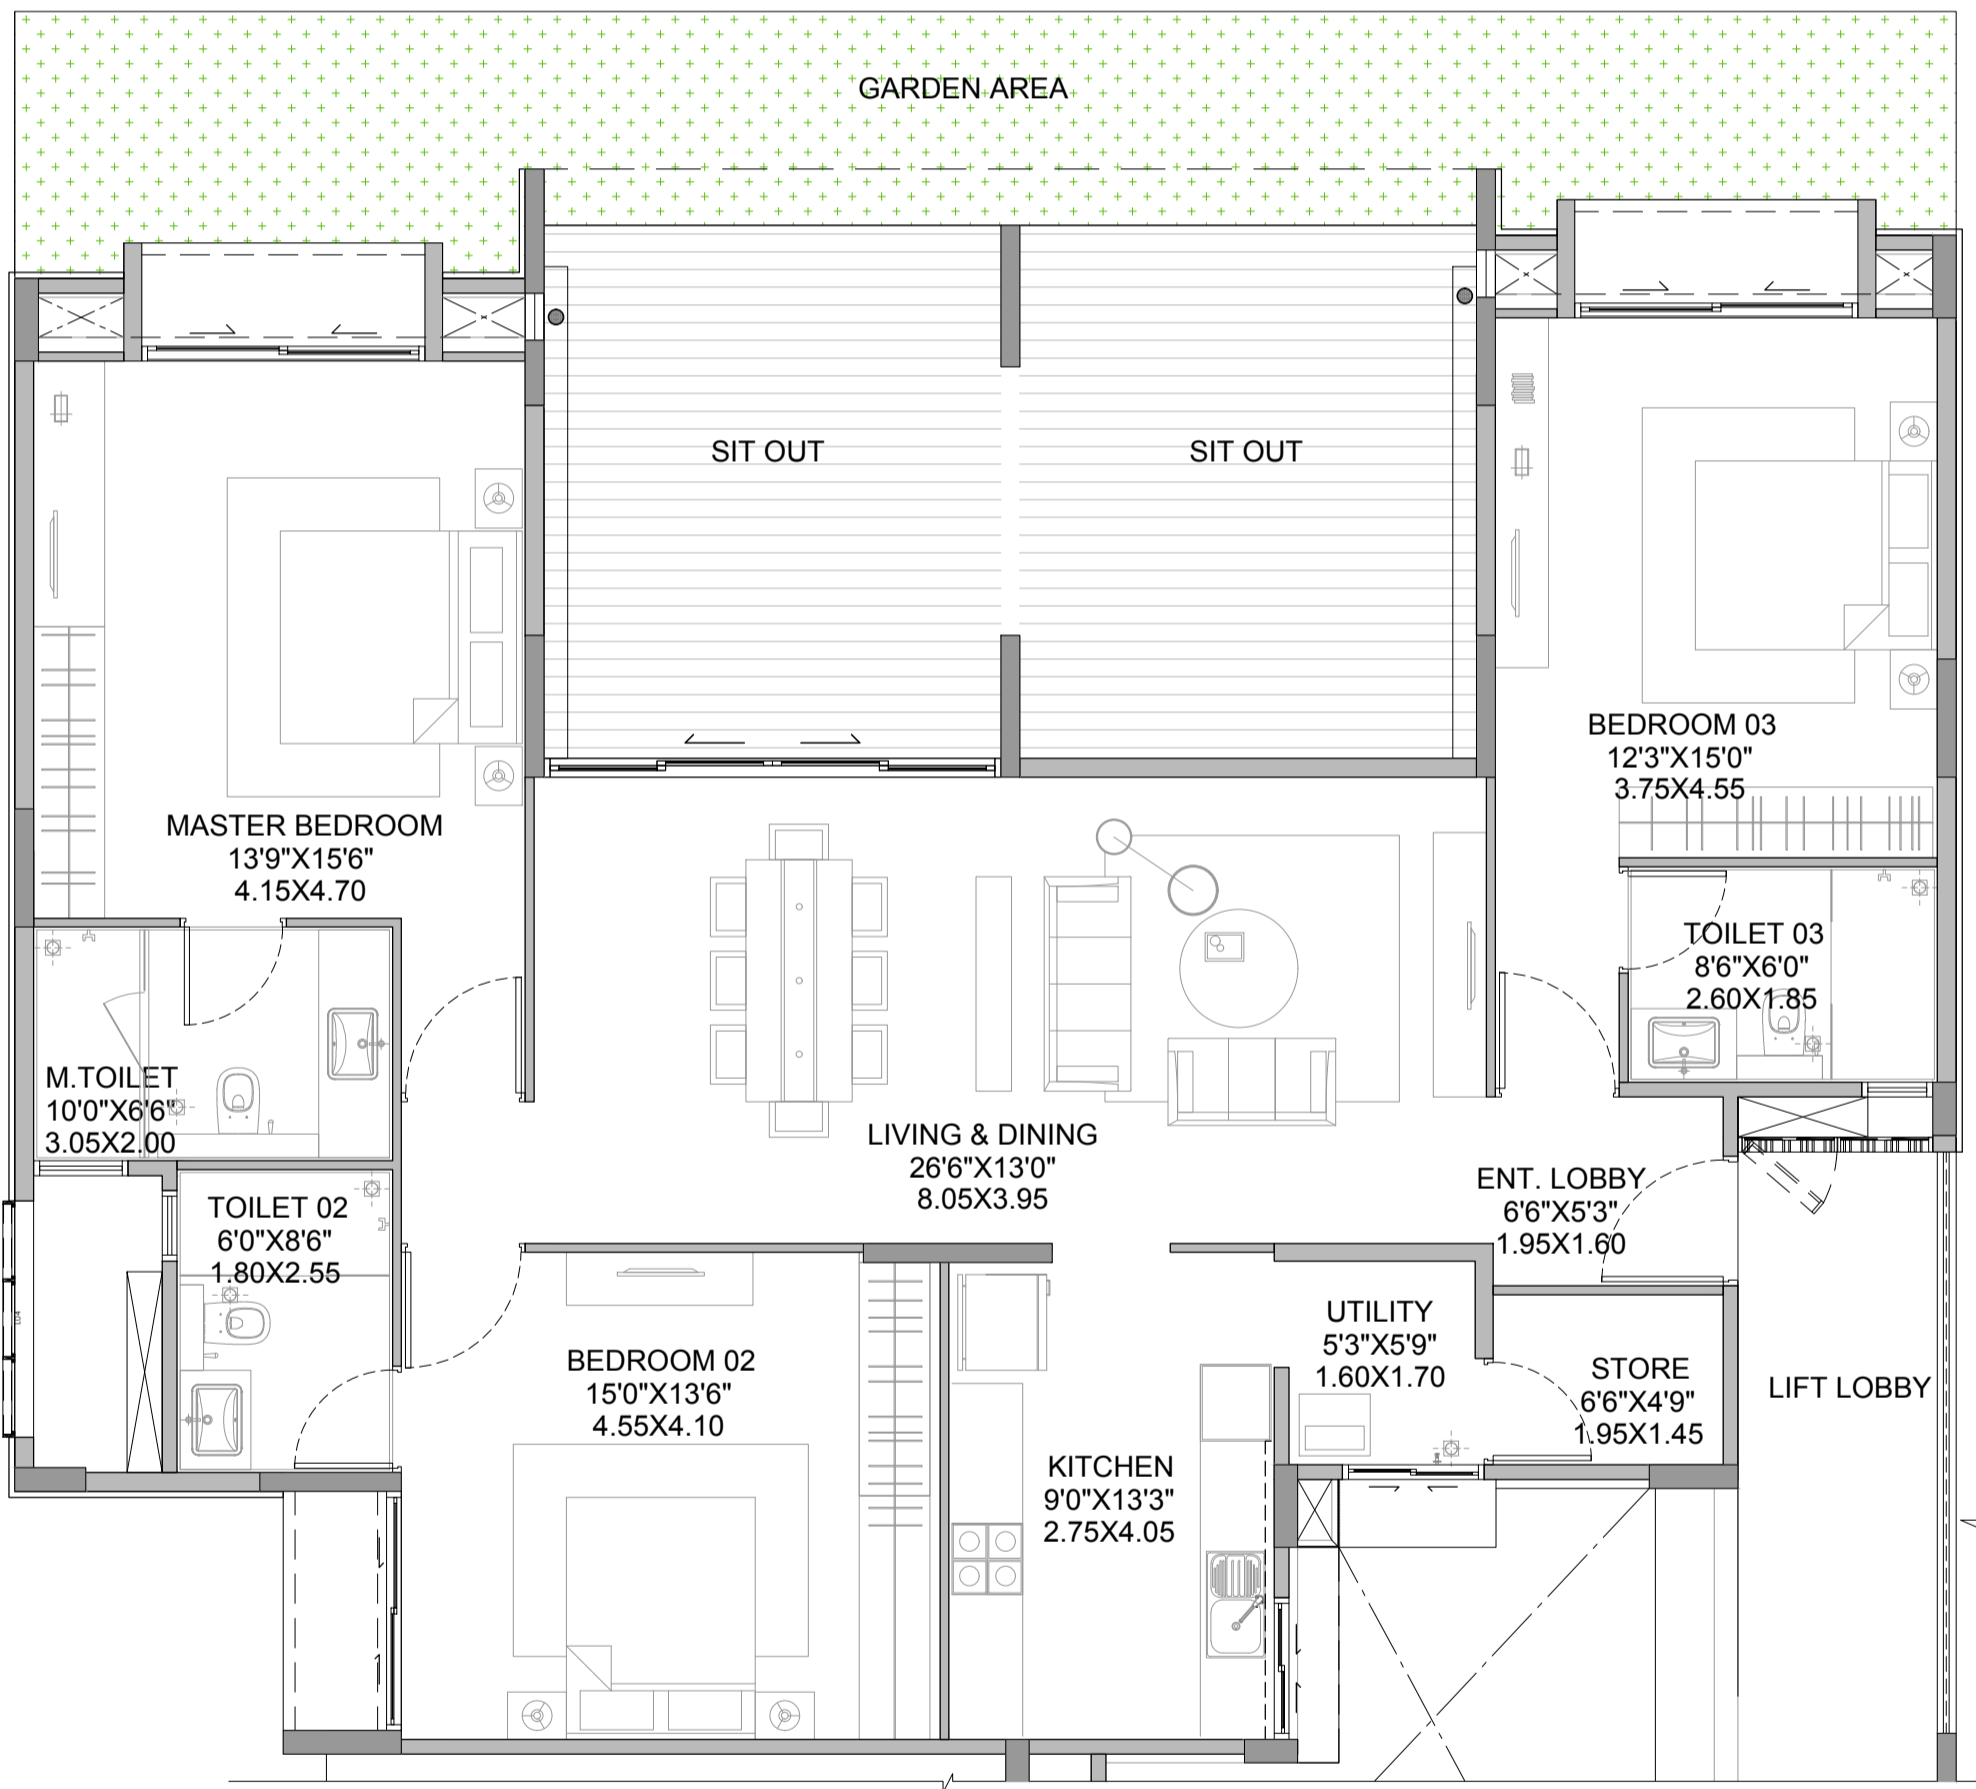 GARDEN AREA
SIT OUT
SIT OUT
BEDROOM 03
12'3"X15'0"
3.75X4.55
MASTER BEDROOM
13'9"X15'6"
4.15X4.70
TOILET 03
8'6"X6'0"
2.60X1.85
M.TOILET
10'0"X6'6"
3.05X2.00
LIVING & DINING
26'6"X13'0"
8.05X3.95
ENT. LOBBY
6'6"X5'3"
1.95X1.60
TOILET 02
6'0"X8'6"
1.80X2.55
UTILITY
5'3"X5'9"
1.60X1.70
BEDROOM 02
15'0"X13'6"
4.55X4.10
STORE
6'6"X4'9"
1.95X1.45
LIFT LOBBY
KITCHEN
9'0"X13'3"
2.75X4.05